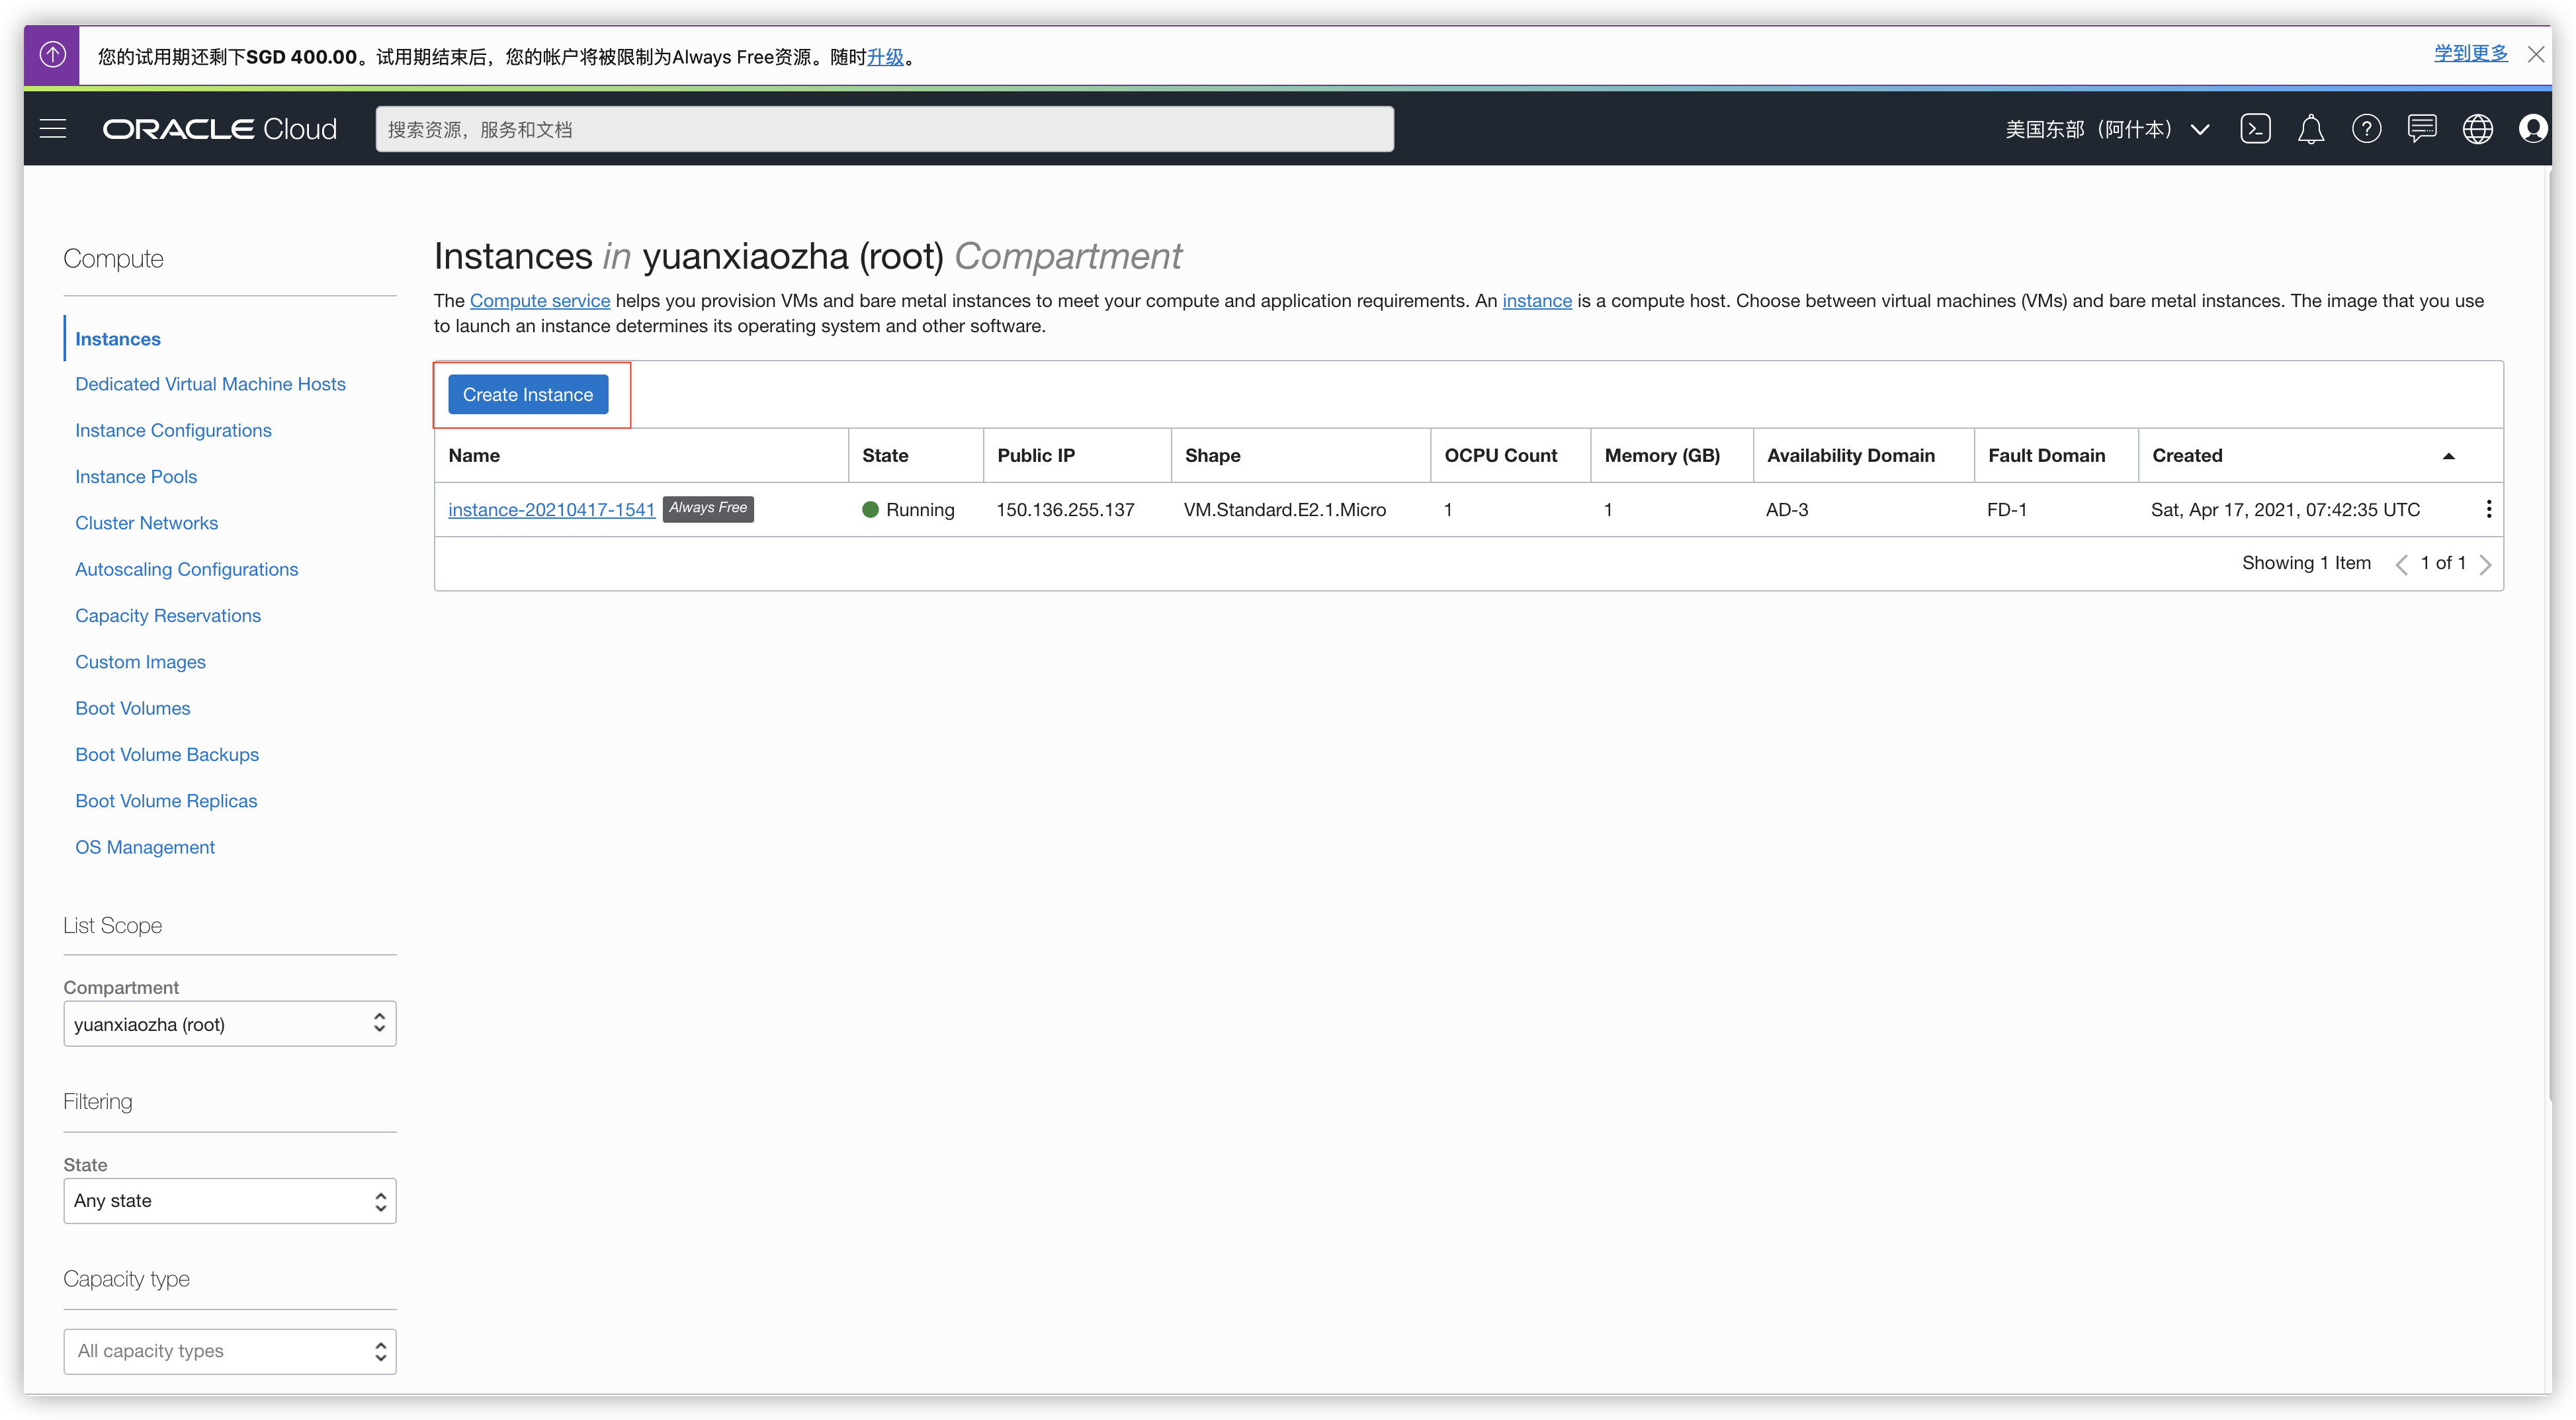 您的试用期还剩下SGD 400.00。试用期结束后，您的帐户将被限制为Always Free资源。随时升级。
学到更多
ORACLE Cloud
搜索资源，服务和文档
美国东部（阿什本）
Compute
Instances
Dedicated Virtual Machine Hosts
Instance Configurations
Instance Pools
Cluster Networks
Autoscaling Configurations
Capacity Reservations
Custom Images
Boot Volumes
Boot Volume Backups
Boot Volume Replicas
OS Management
List Scope
Compartment
yuanxiaozha (root)
Filtering
State
Any state
Capacity type
All capacity types
Instances in yuanxiaozha (root) Compartment
The Compute service helps you provision VMs and bare metal instances to meet your compute and application requirements. An instance is a compute host. Choose between virtual machines (VMs) and bare metal instances. The image that you use
to launch an instance determines its operating system and other software.
Create Instance
Name State Public IP Shape OCPU Count Memory (GB) Availability Domain Fault Domain Created
instance-20210417-1541 Always Free Running 150.136.255.137 VM.Standard.E2.1.Micro 1 1 AD-3 FD-1 Sat, Apr 17, 2021, 07:42:35 UTC
Showing 1 Item 1 of 1